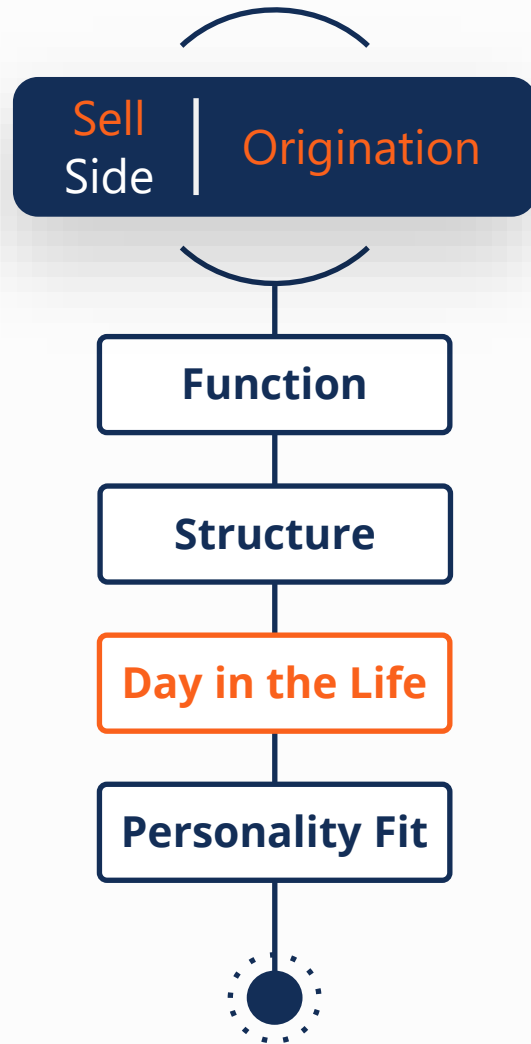 Sell
Side
Origination
Function
Structure
Day in the Life
Personality Fit